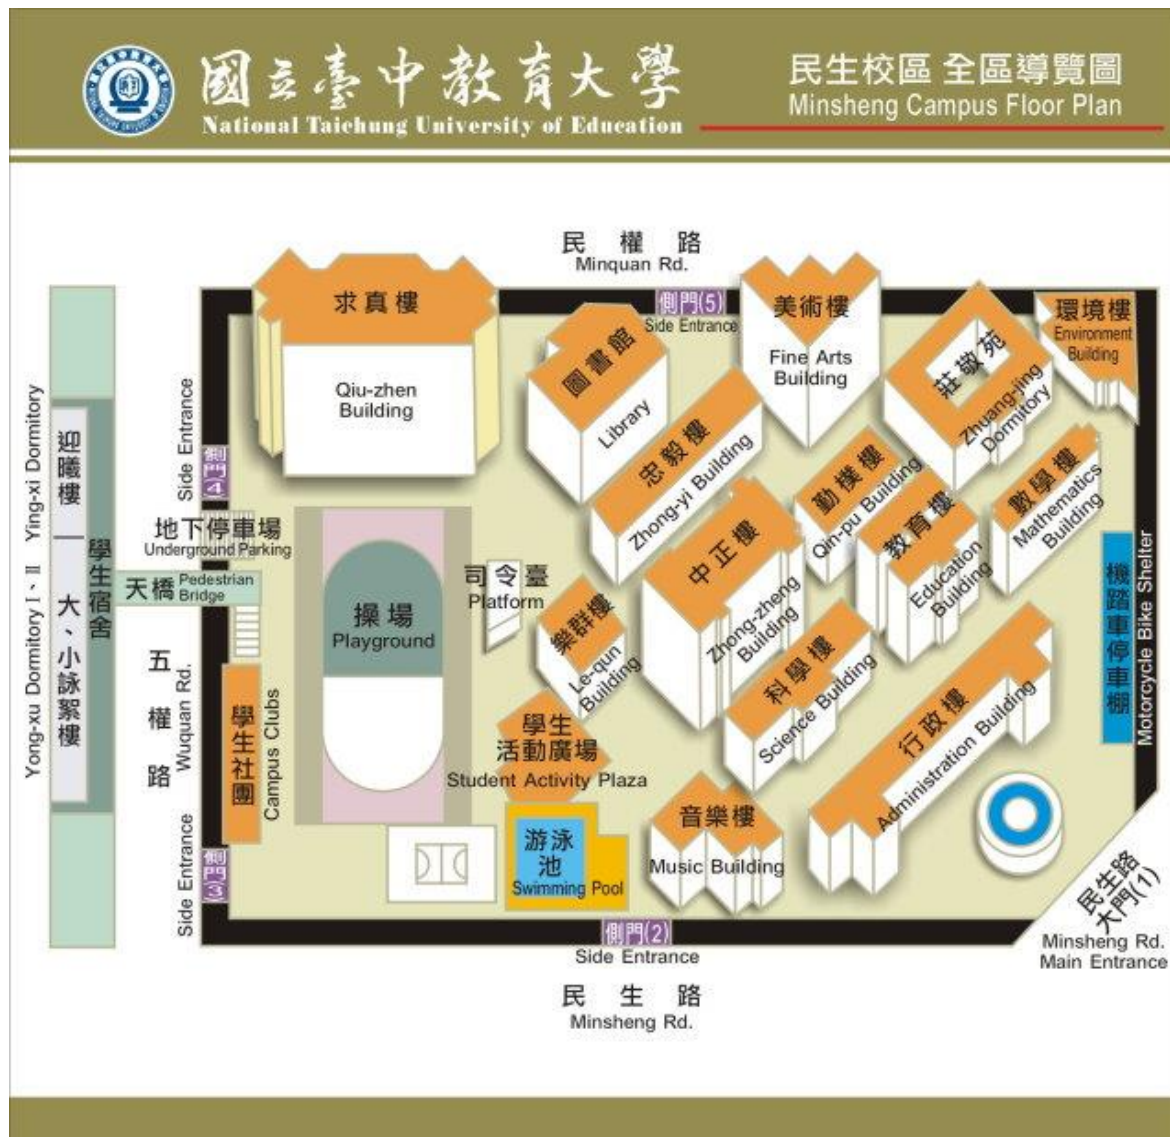 國立臺中教育大學
National Taichung University of Education
民生校區 全區導覽圖
Minsheng Campus Floor Plan
民權路
Minquan Rd.
求真樓
Qiu-zhen
Building
圖書館
Library
側門(5)
Side Entrance
美術樓
Fine Arts
Building
莊敬苑
Zhuang-jing
Dormitory
環境樓
Environment
Building
忠毅樓
Zhong-yi Building
勤樸樓
Qin-pu Building
教育樓
Education
Building
數學樓
Mathematics
Building
中正樓
Zhong-zheng
Building
科學樓
Science Building
行政樓
Administration Building
機踏車停車棚
Motorcycle Bike Shelter
迎曦樓
Ying-xi Dormitory
大、小詠絮樓
Yong-xu Dormitory I、II
學生宿舍
Side Entrance
側門(4)
地下停車場
Underground Parking
天橋
Pedestrian
Bridge
五權路
Wuquan Rd.
學生社團
Campus Clubs
Side Entrance
側門(3)
操場
Playground
司令臺
Platform
樂群樓
Le-qun
Building
學生
活動廣場
Student Activity Plaza
游泳
池
Swimming Pool
音樂樓
Music Building
側門(2)
Side Entrance
民生路
Minsheng Rd.
民生路
大門(1)
Minsheng Rd.
Main Entrance